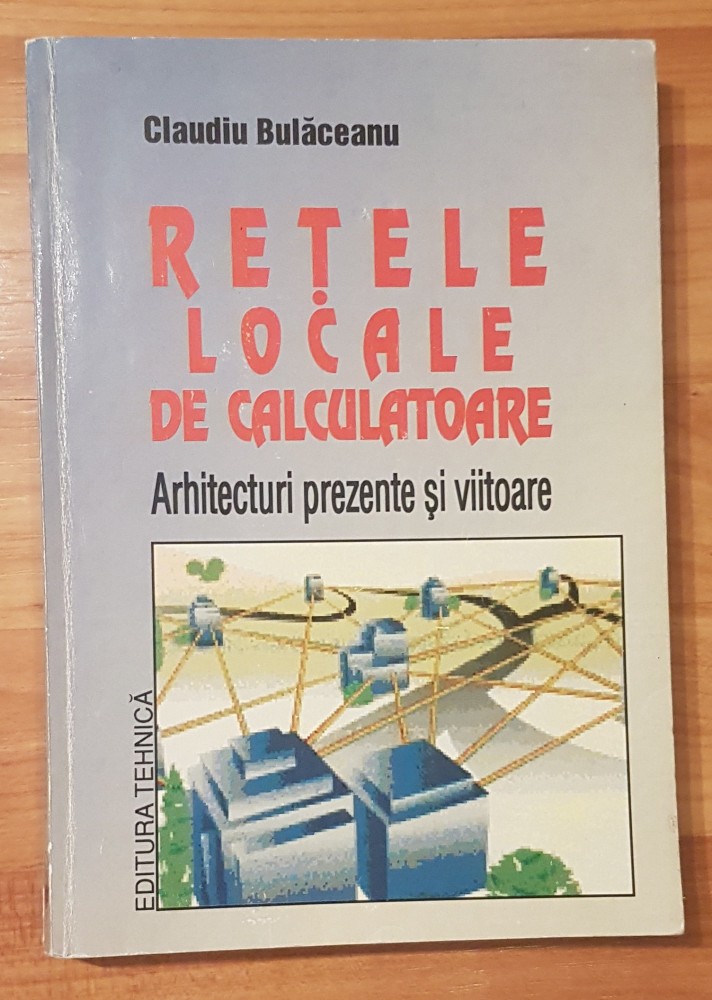 Claudiu Bulăceanu
REȚELE
LOCALE
DE CALCULATOARE
Arhitecturi prezente şi viitoare
EDITURA TEHNICĂ